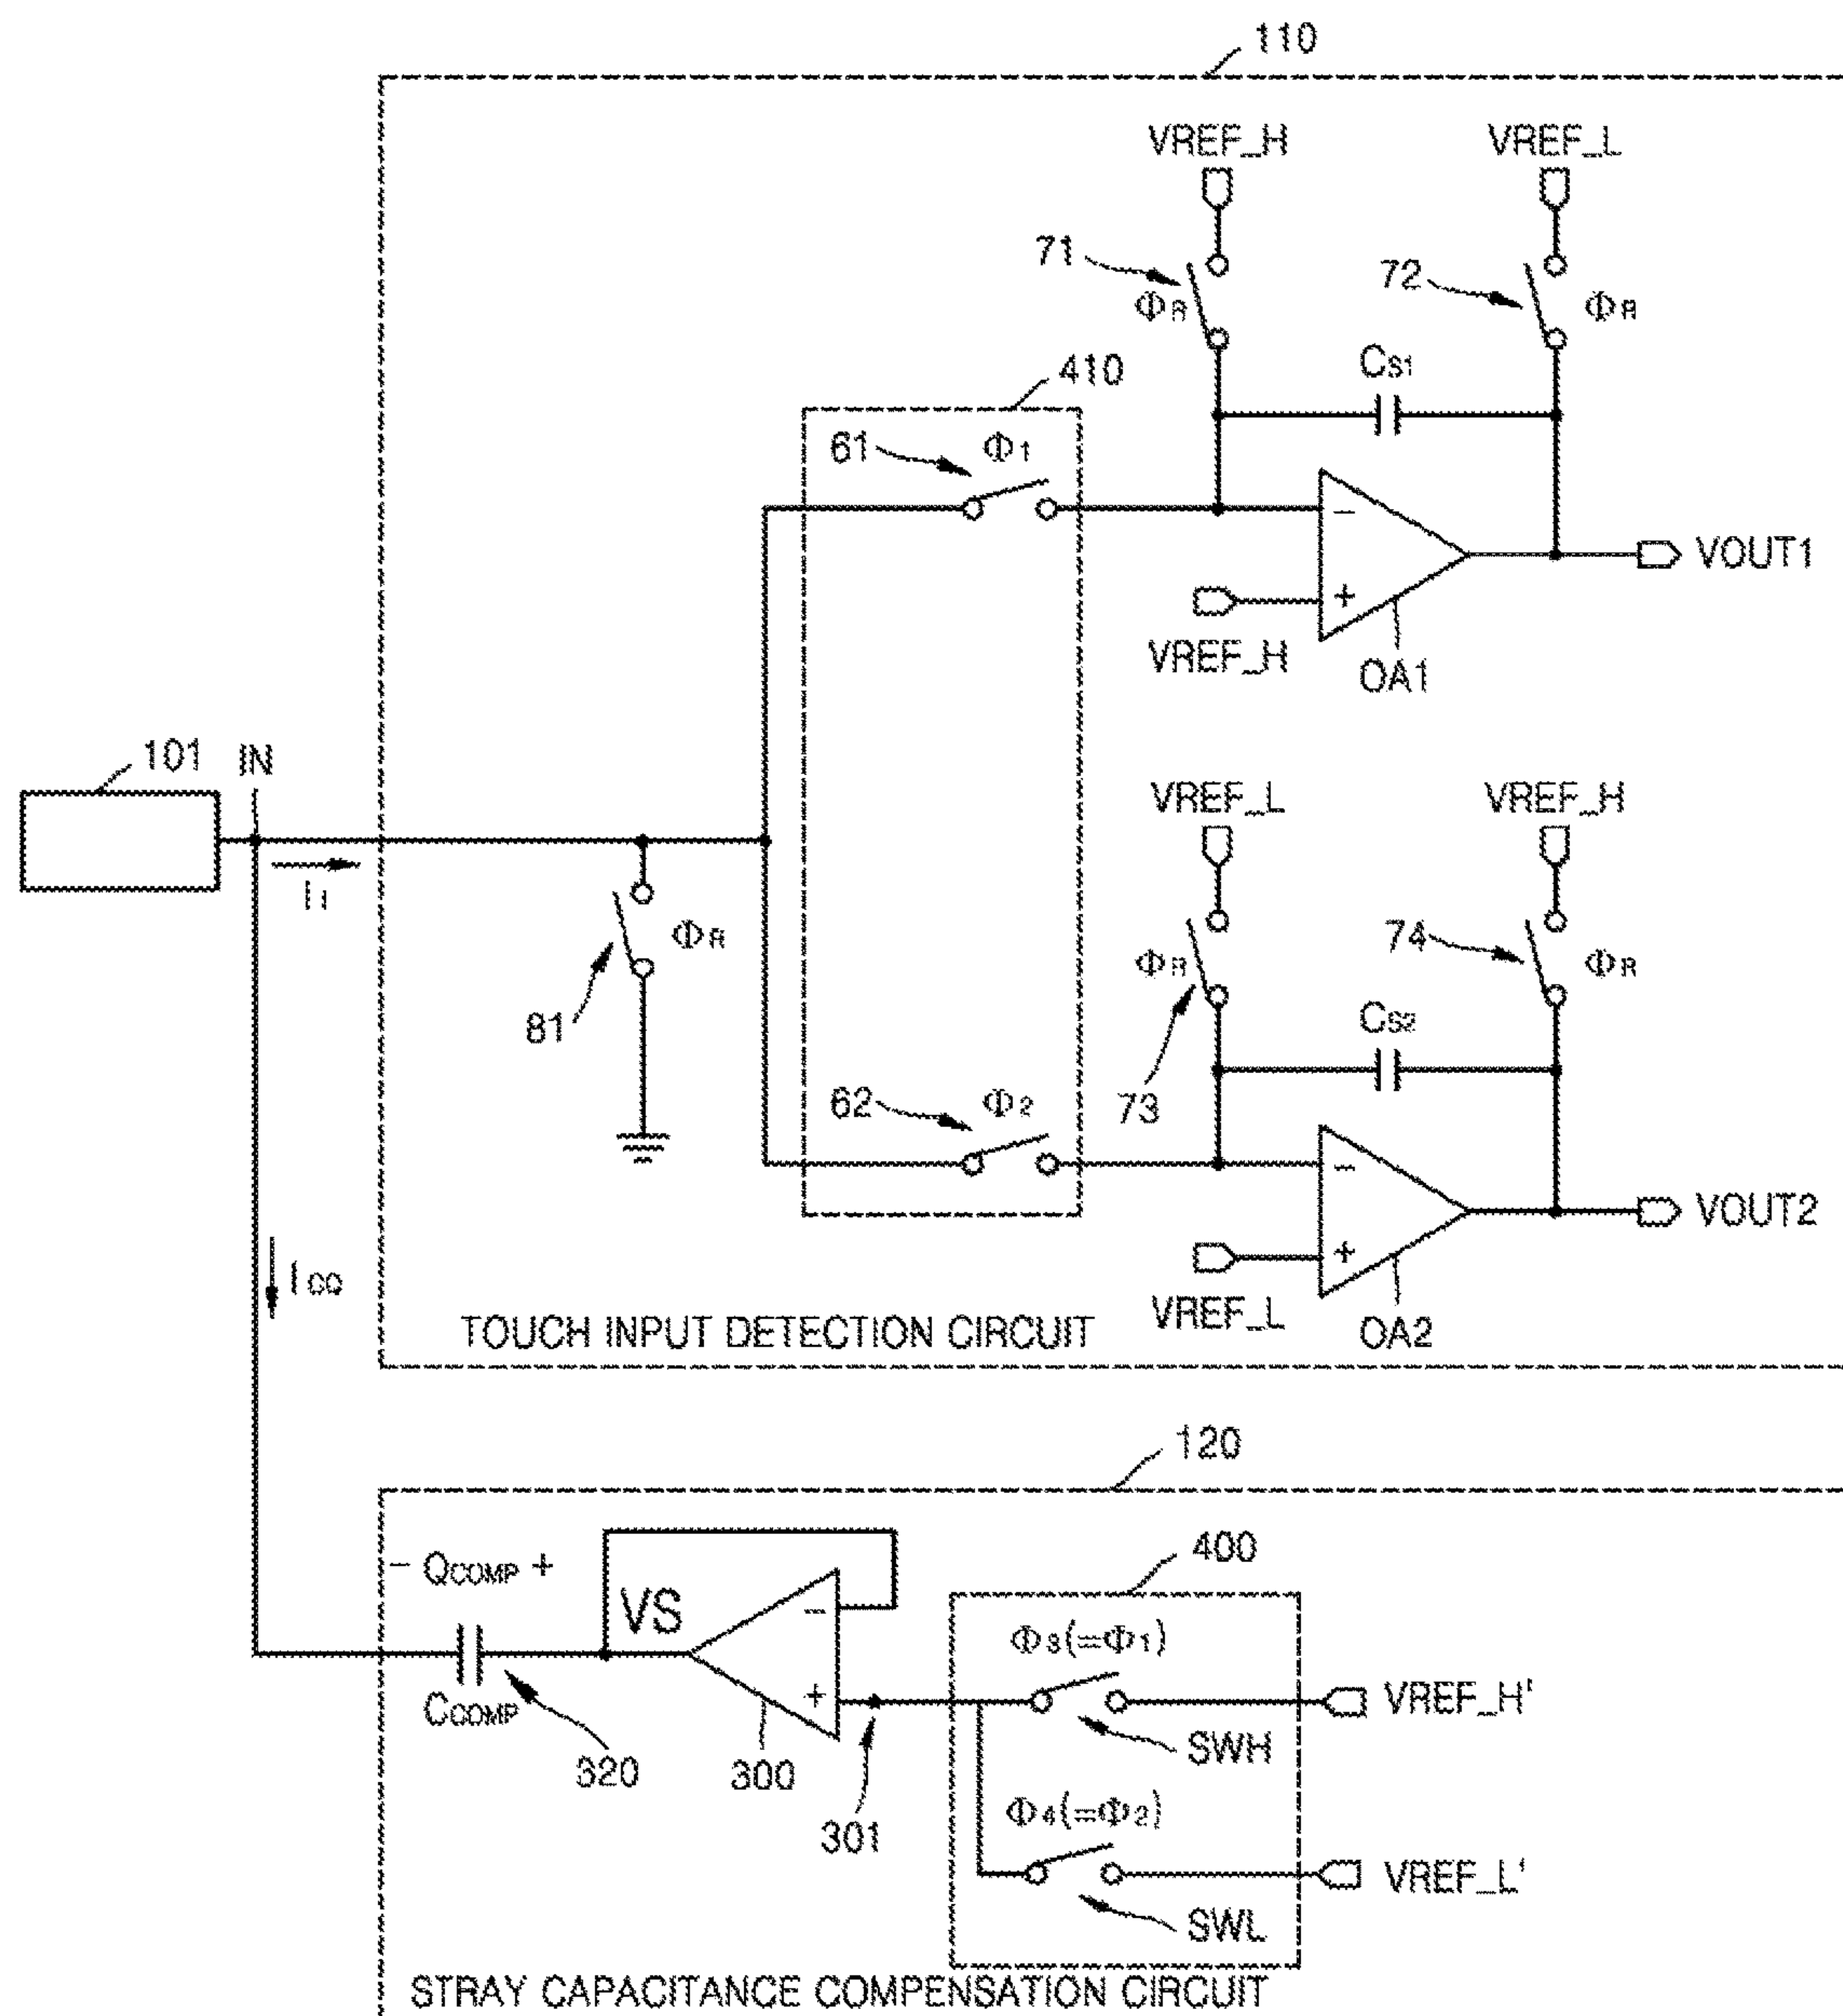 110
VREF_H VREF_L
71 ΦR 72 ΦR
CS1
410
61 Φ1
− +
VREF_H
OA1
VOUT1
101 IN
I1
81 ΦR
VREF_L VREF_H
ΦR 73 74 ΦR
CS2
62 Φ2
− +
VREF_L
OA2
VOUT2
TOUCH INPUT DETECTION CIRCUIT
120
− QCOMP +
VS
− +
CCOMP
320
300
301
400
Φ3(=Φ1)
VREF_H'
SWH
Φ4(=Φ2)
VREF_L'
SWL
STRAY CAPACITANCE COMPENSATION CIRCUIT